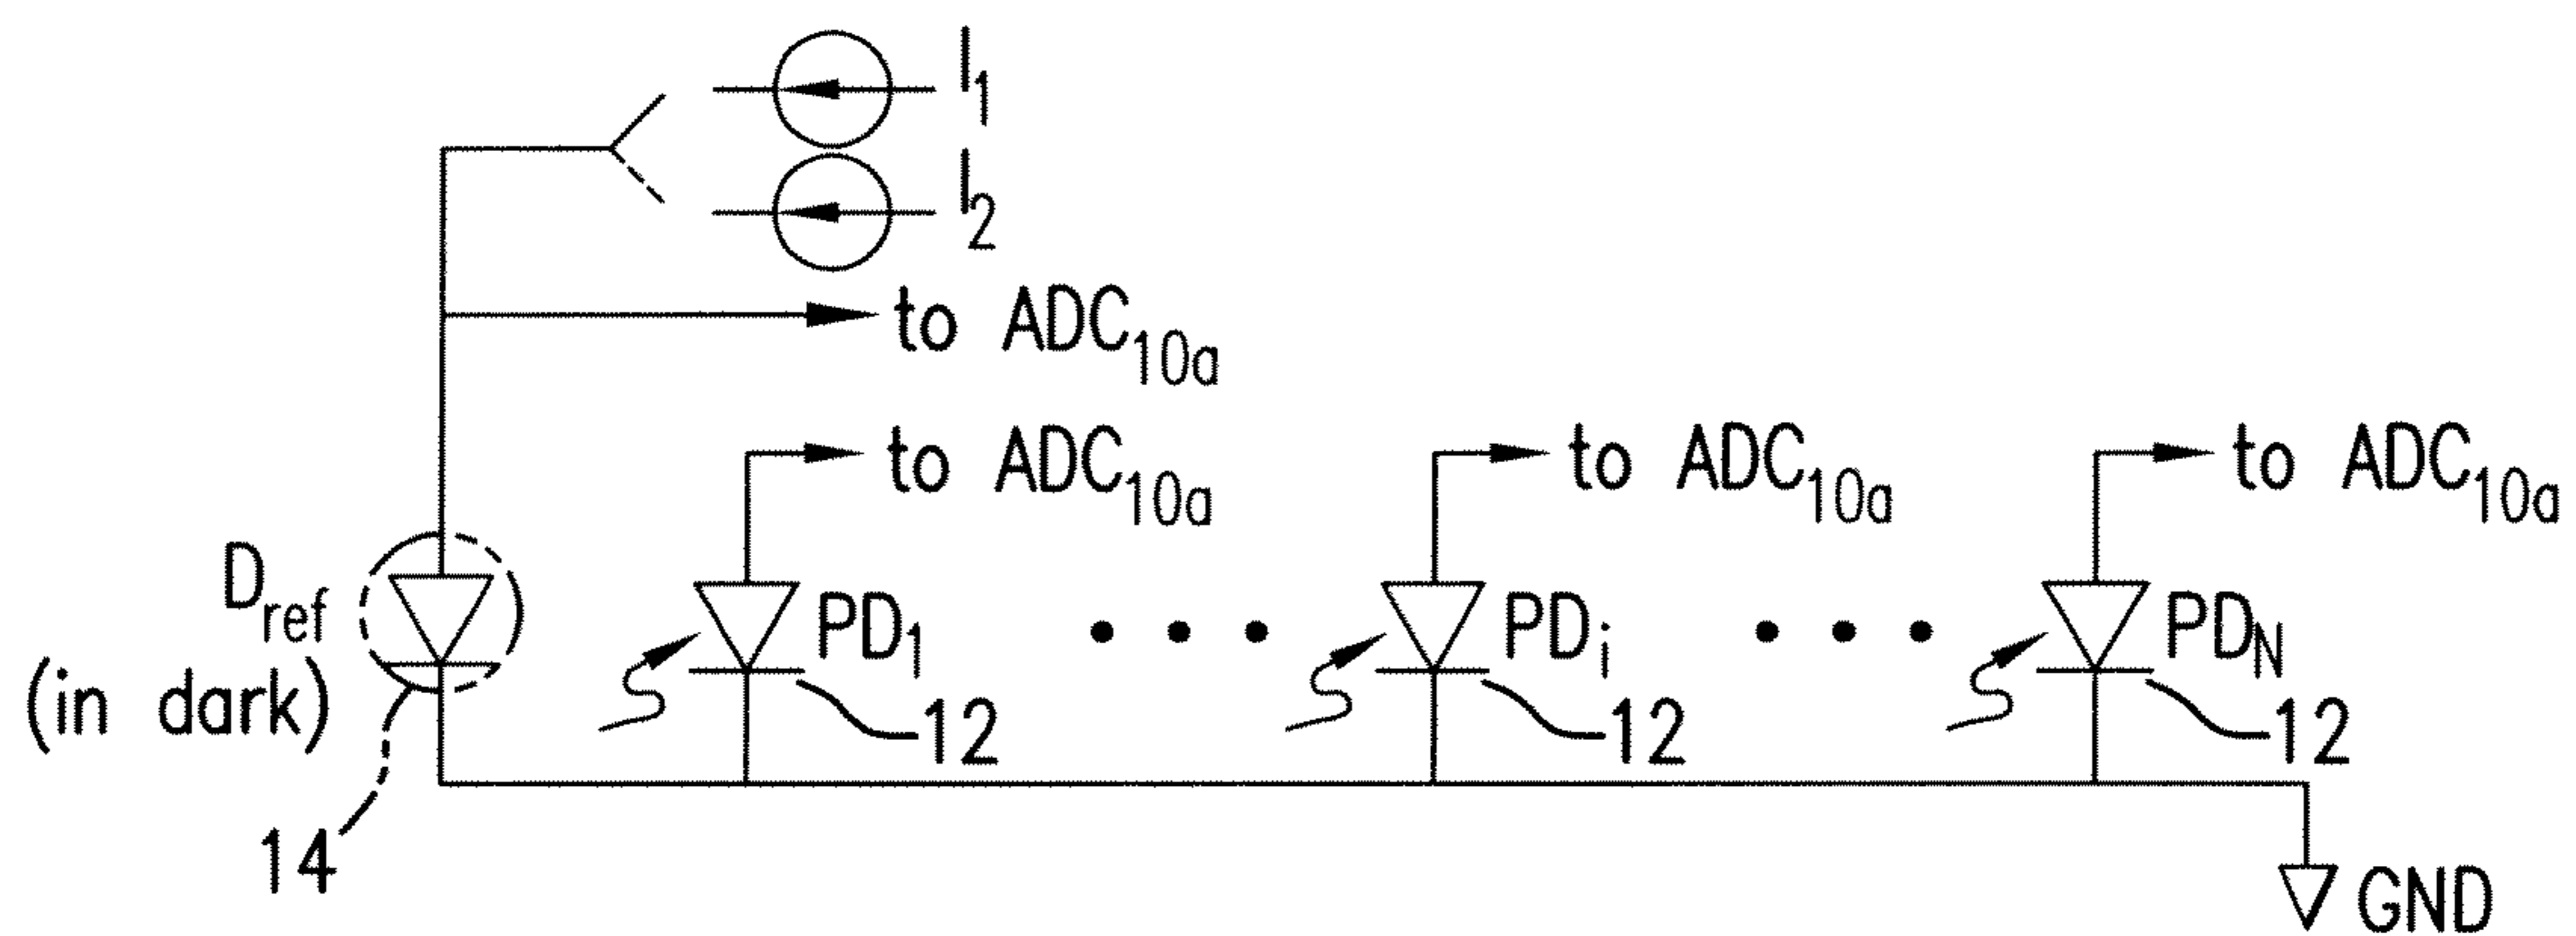 I1
I2
to ADC10a
to ADC10a
to ADC10a
to ADC10a
Dref
(in dark)
PD1
PDi
PDN
12
12
12
14
GND